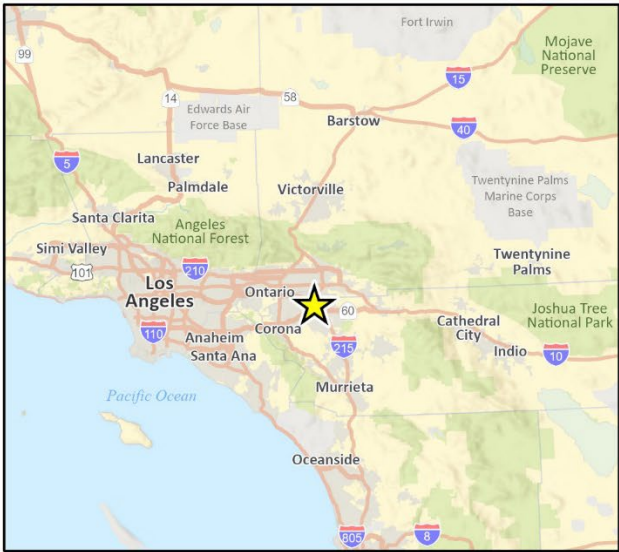 Fort Irwin
Mojave
National
Preserve
99
15
14
58
Edwards Air
Force Base
Barstow
40
5
Lancaster
Palmdale
Victorville
Twentynine Palms
Marine Corps
Base
Santa Clarita
Angeles
National Forest
Simi Valley
101
210
Twentynine
Palms
Los
Angeles
Ontario
60
Joshua Tree
National Park
110
Anaheim
Corona
Cathedral
City
Santa Ana
215
Indio
10
Murrieta
Pacific Ocean
Oceanside
805
8